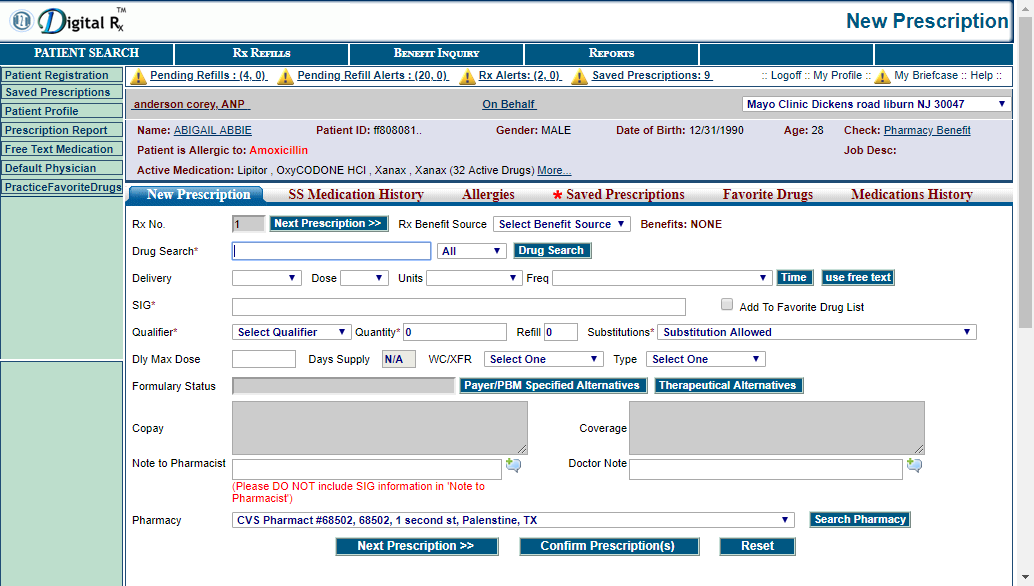 Digital Rx TM
New Prescription
PATIENT SEARCH RX REFILLS BENEFIT INQUIRY REPORTS
Patient Registration
Saved Prescriptions
Patient Profile
Prescription Report
Free Text Medication
Default Physician
PracticeFavoriteDrugs
Pending Refills : (4, 0) Pending Refill Alerts : (20, 0) Rx Alerts: (2, 0) Saved Prescriptions: 9 :: Logoff :: My Profile :: My Briefcase :: Help ::
anderson corey, ANP On Behalf Mayo Clinic Dickens road liburn NJ 30047
Name: ABIGAIL ABBIE Patient ID: ff808081.. Gender: MALE Date of Birth: 12/31/1990 Age: 28 Check: Pharmacy Benefit
Patient is Allergic to: Amoxicillin Job Desc:
Active Medication: Lipitor , OxyCODONE HCl , Xanax , Xanax (32 Active Drugs) More...
New Prescription SS Medication History Allergies * Saved Prescriptions Favorite Drugs Medications History
Rx No. 1 Next Prescription >> Rx Benefit Source Select Benefit Source Benefits: NONE
Drug Search* All Drug Search
Delivery Dose Units Freq Time use free text
SIG* Add To Favorite Drug List
Qualifier* Select Qualifier Quantity* 0 Refill 0 Substitutions* Substitution Allowed
Dly Max Dose Days Supply N/A WC/XFR Select One Type Select One
Formulary Status Payer/PBM Specified Alternatives Therapeutical Alternatives
Copay Coverage
Note to Pharmacist Doctor Note
(Please DO NOT include SIG information in 'Note to
Pharmacist')
Pharmacy CVS Pharmact #68502, 68502, 1 second st, Palenstine, TX Search Pharmacy
Next Prescription >> Confirm Prescription(s) Reset